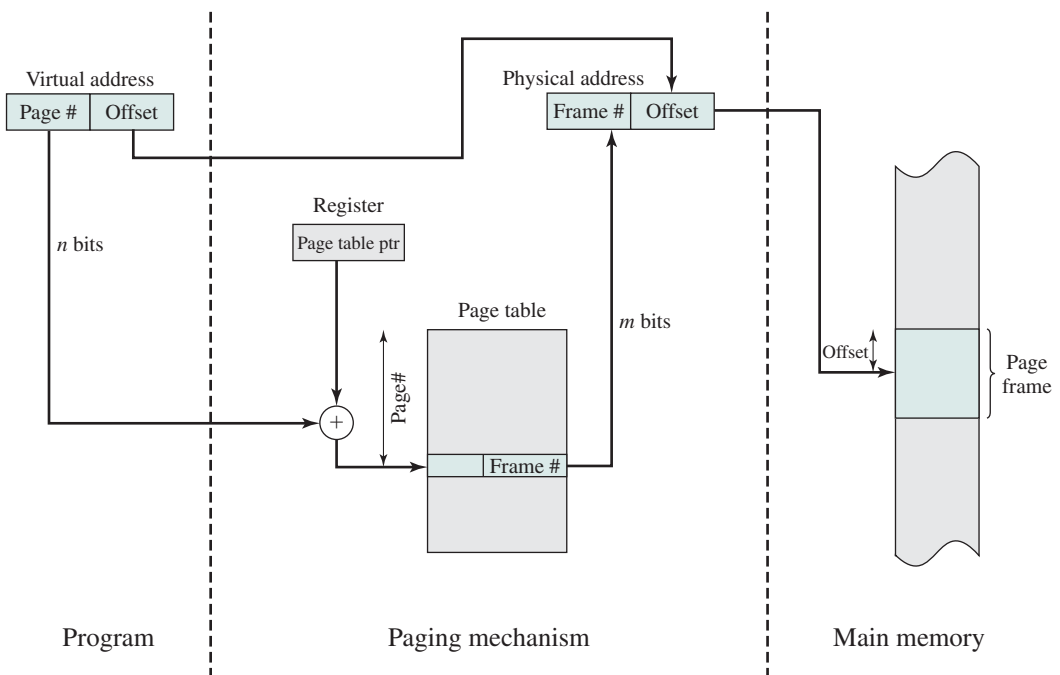 Virtual address
Page #
Offset
n bits
Physical address
Frame #
Offset
Register
Page table ptr
Page table
Page#
+
Frame #
m bits
Offset
Page
frame
Program
Paging mechanism
Main memory